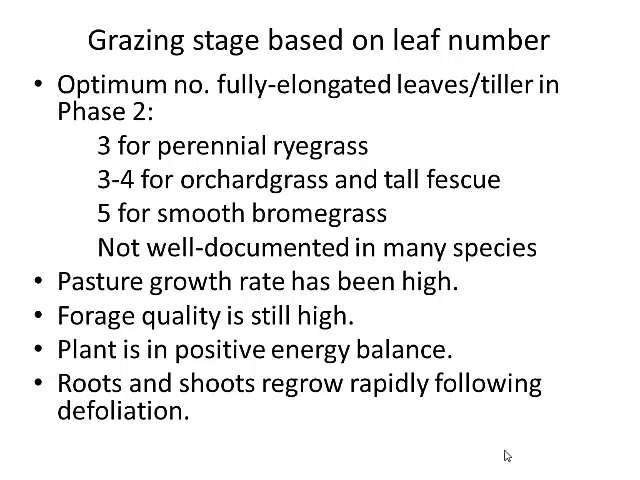 Grazing stage based on leaf number
• Optimum no. fully-elongated leaves/tiller in
Phase 2:
3 for perennial ryegrass
3-4 for orchardgrass and tall fescue
5 for smooth bromegrass
Not well-documented in many species
• Pasture growth rate has been high.
• Forage quality is still high.
• Plant is in positive energy balance.
• Roots and shoots regrow rapidly following
defoliation.